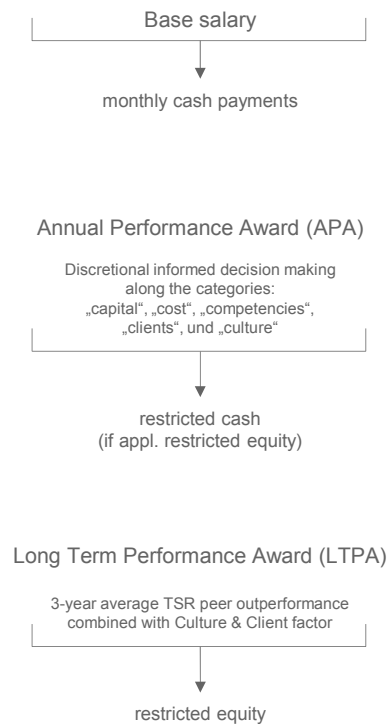 Base salary
monthly cash payments
Annual Performance Award (APA)
Discretional informed decision making
along the categories:
„capital“, „cost“, „competencies“,
„clients“, und „culture“
restricted cash
(if appl. restricted equity)
Long Term Performance Award (LTPA)
3-year average TSR peer outperformance
combined with Culture & Client factor
restricted equity